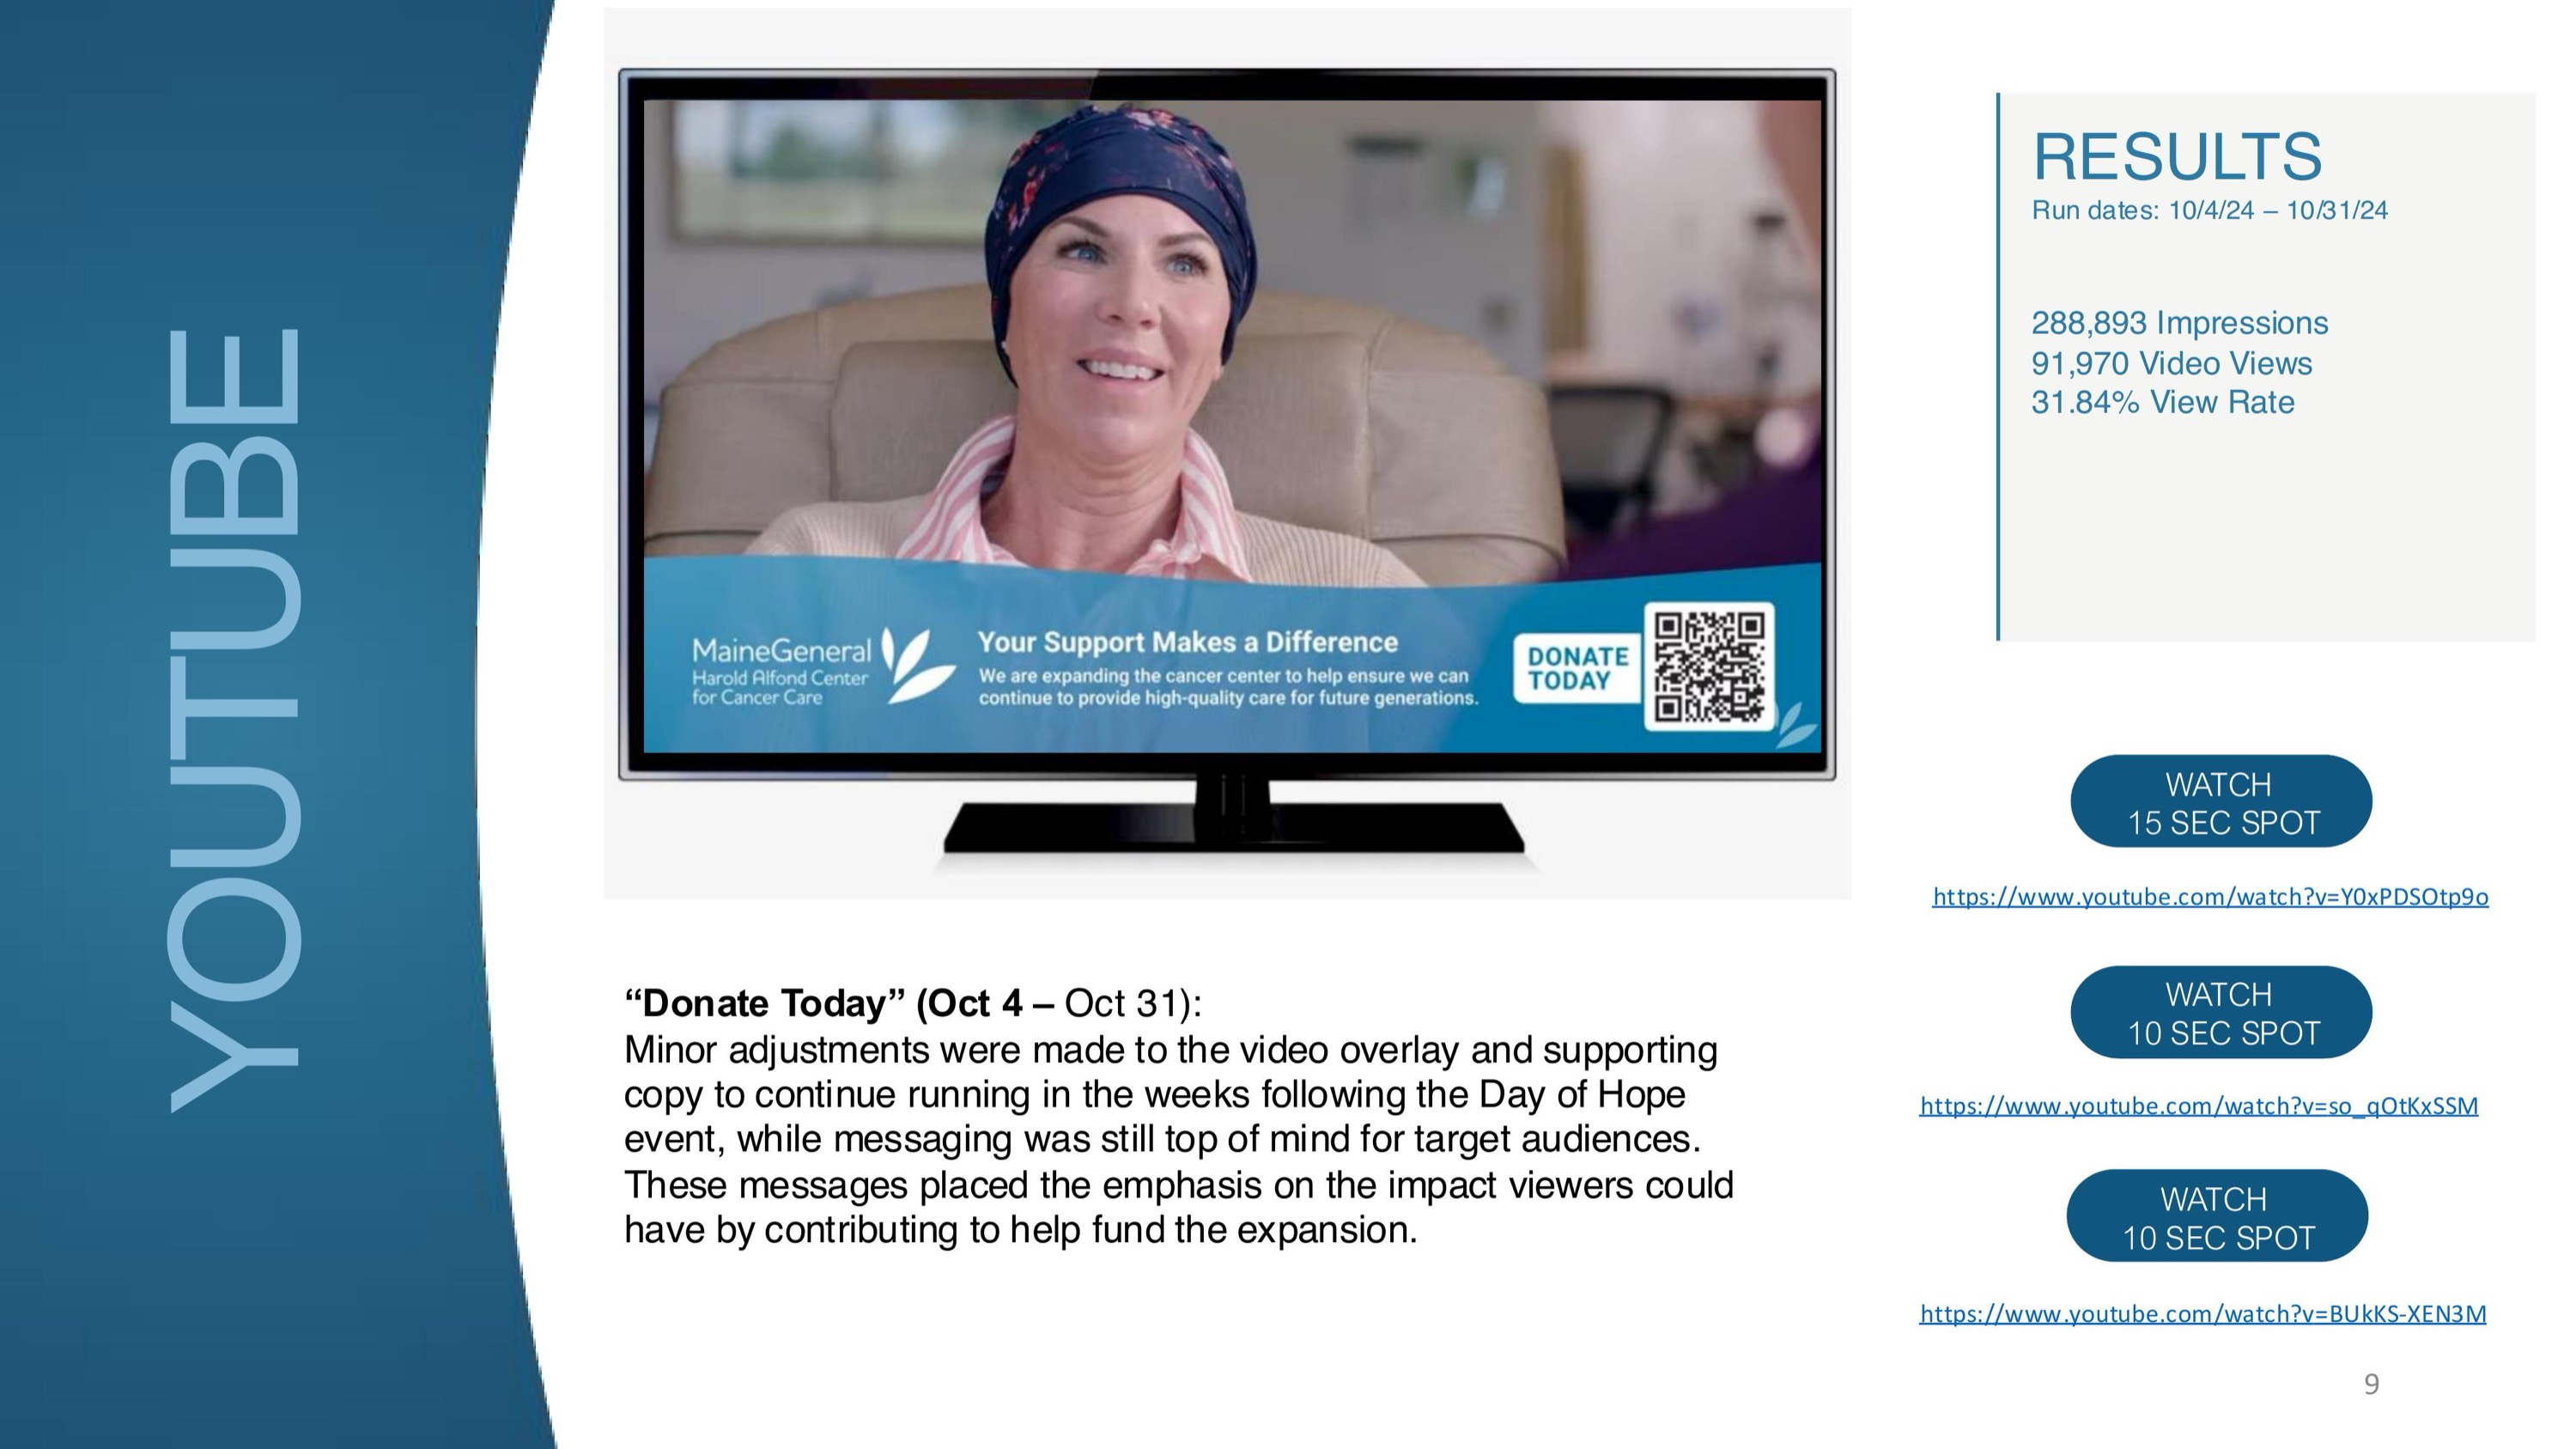 YOUTUBE
MaineGeneral
Harold Alfond Center
for Cancer Care
Your Support Makes a Difference
We are expanding the cancer center to help ensure we can
continue to provide high-quality care for future generations.
DONATE
TODAY
“Donate Today” (Oct 4 – Oct 31):
Minor adjustments were made to the video overlay and supporting
copy to continue running in the weeks following the Day of Hope
event, while messaging was still top of mind for target audiences.
These messages placed the emphasis on the impact viewers could
have by contributing to help fund the expansion.
RESULTS
Run dates: 10/4/24 – 10/31/24
288,893 Impressions
91,970 Video Views
31.84% View Rate
WATCH
15 SEC SPOT
https://www.youtube.com/watch?v=Y0xPDSOtp9o
WATCH
10 SEC SPOT
https://www.youtube.com/watch?v=so_qOtKxSSM
WATCH
10 SEC SPOT
https://www.youtube.com/watch?v=BUkKS-XEN3M
9